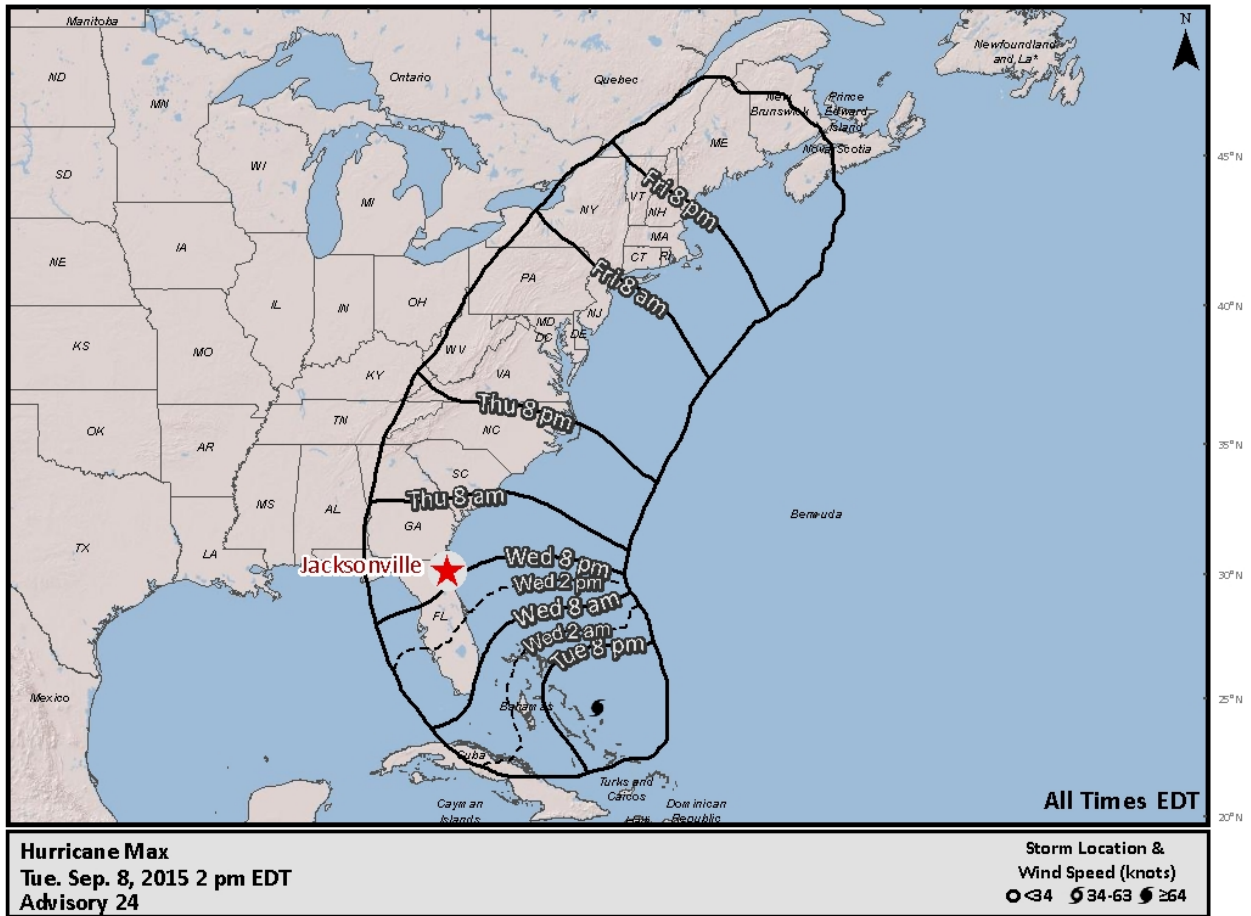 Manitoba
N
Newfoundland
and La*
ND
MN
Ontario
Quebec
New
Brunswick
Prince
Edward
Island
ME
Nova Scotia
45°N
WI
SD
MI
Fri 8 pm
VT
NH
NY
MA
CT
RI
IA
NE
PA
Fri 8 am
40°N
OH
IL
IN
NJ
MD
DC
DE
KS
MO
WV
VA
KY
Thu 8 pm
NC
TN
OK
AR
35°N
SC
Thu 8 am
MS
AL
GA
Bermuda
TX
LA
Wed 8 pm
Jacksonville
30°N
Wed 2 pm
Wed 8 am
FL
Wed 2 am
Tue 8 pm
Mexico
25°N
Bahamas
Cuba
Turks and
Caicos
Cayman
Islands
Dominican
Republic
All Times EDT
20°N
Hurricane Max
Tue. Sep. 8, 2015 2 pm EDT
Advisory 24
Storm Location &
Wind Speed (knots)
<34 34-63 ≥64